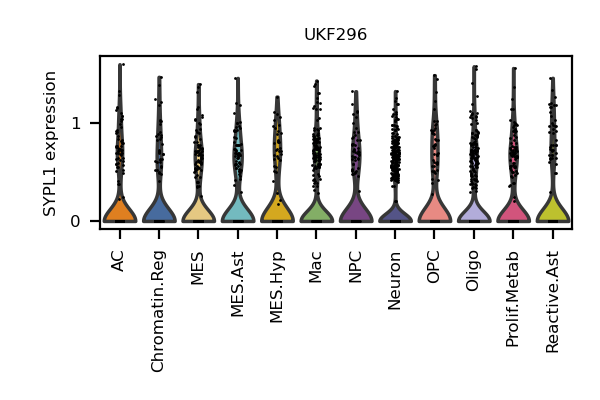 UKF296
SYPL1 expression
1
0
AC
Chromatin.Reg
MES
MES.Ast
MES.Hyp
Mac
NPC
Neuron
OPC
Oligo
Prolif.Metab
Reactive.Ast